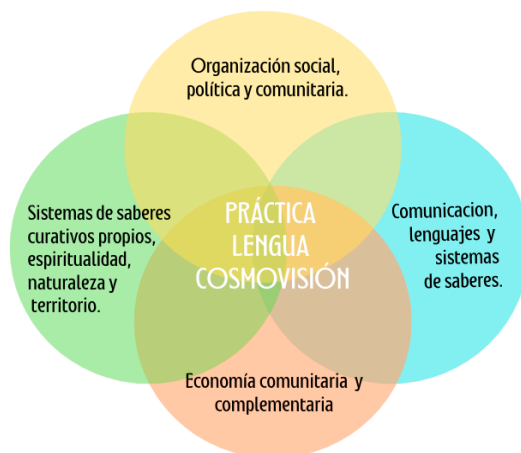 Organización social,
política y comunitaria.
Sistemas de saberes
curativos propios,
espiritualidad,
naturaleza y
territorio.
PRÁCTICA
LENGUA
COSMOVISIÓN
Comunicacion,
lenguajes y
sistemas
de saberes.
Economía comunitaria y
complementaria